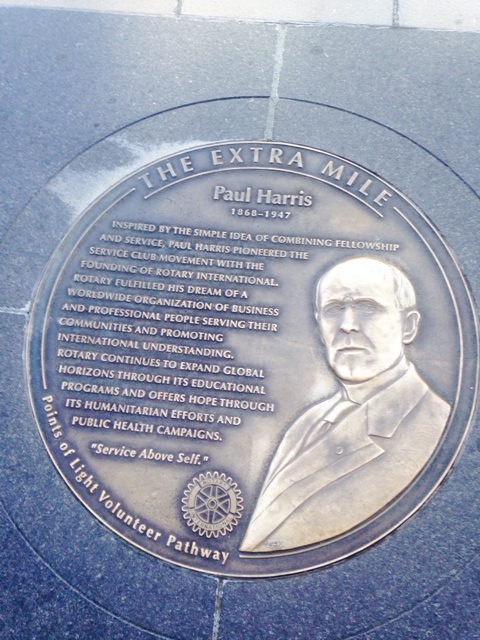 THE EXTRA MILE
Paul Harris
1868–1947
INSPIRED BY THE SIMPLE IDEA OF COMBINING FELLOWSHIP
AND SERVICE, PAUL HARRIS PIONEERED THE
SERVICE CLUB MOVEMENT WITH THE
FOUNDING OF ROTARY INTERNATIONAL.
ROTARY FULFILLED HIS DREAM OF A
WORLDWIDE ORGANIZATION OF BUSINESS
AND PROFESSIONAL PEOPLE SERVING THEIR
COMMUNITIES AND PROMOTING
INTERNATIONAL UNDERSTANDING.
ROTARY CONTINUES TO EXPAND GLOBAL
HORIZONS THROUGH ITS EDUCATIONAL
PROGRAMS AND OFFERS HOPE THROUGH
ITS HUMANITARIAN EFFORTS AND
PUBLIC HEALTH CAMPAIGNS.
"Service Above Self."
Points of Light Volunteer Pathway